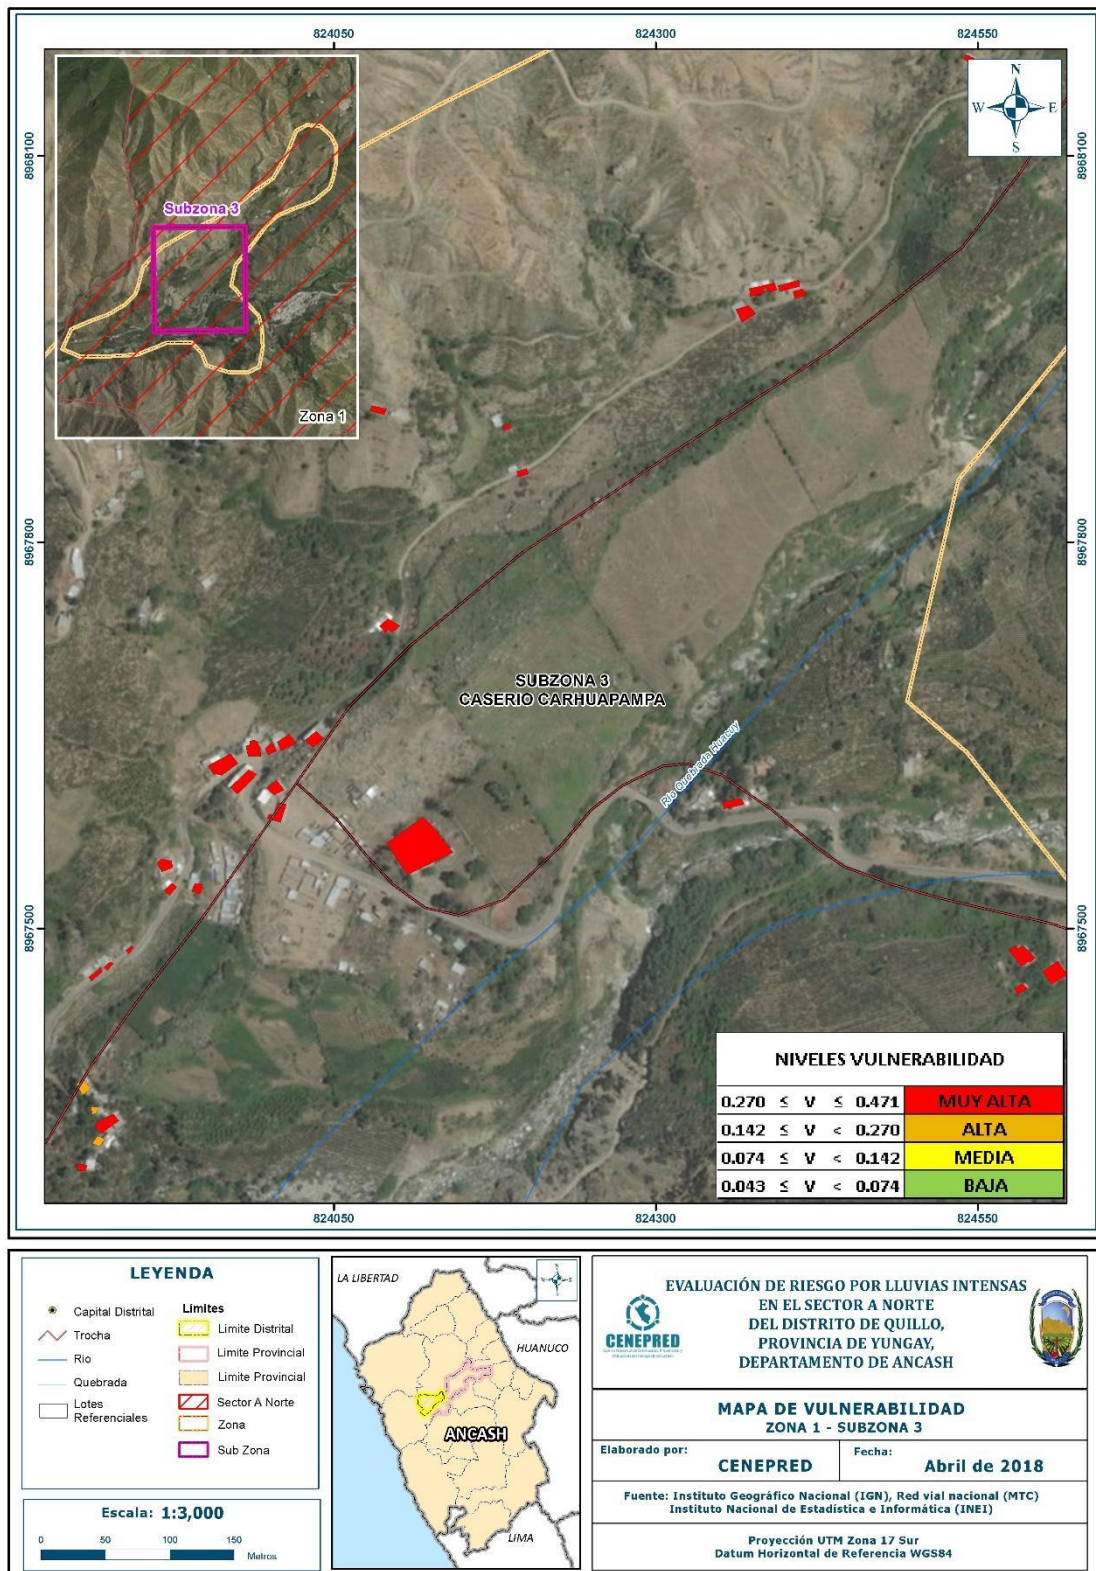 824050
824300
824550
N
W
E
S
8968100
8968100
Subzona 3
Zona 1
8967800
8967800
SUBZONA 3
CASERIO CARHUAPAMPA
Río Quebrada Huacuy
8967500
8967500
NIVELES VULNERABILIDAD
0.270 ≤ V ≤ 0.471 MUY ALTA
0.142 ≤ V < 0.270 ALTA
0.074 ≤ V < 0.142 MEDIA
0.043 ≤ V < 0.074 BAJA
824050
824300
824550
LEYENDA
Capital Distrital
Trocha
Rio
Quebrada
Lotes
Referenciales
Límites
Limite Distrital
Limite Provincial
Limite Provincial
Sector A Norte
Zona
Sub Zona
Escala: 1:3,000
0 50 100 150
Metros
LA LIBERTAD
HUANUCO
ANCASH
LIMA
CENEPRED
EVALUACIÓN DE RIESGO POR LLUVIAS INTENSAS
EN EL SECTOR A NORTE
DEL DISTRITO DE QUILLO,
PROVINCIA DE YUNGAY,
DEPARTAMENTO DE ANCASH
MAPA DE VULNERABILIDAD
ZONA 1 - SUBZONA 3
Elaborado por:
CENEPRED
Fecha:
Abril de 2018
Fuente: Instituto Geográfico Nacional (IGN), Red vial nacional (MTC)
Instituto Nacional de Estadística e Informática (INEI)
Proyección UTM Zona 17 Sur
Datum Horizontal de Referencia WGS84